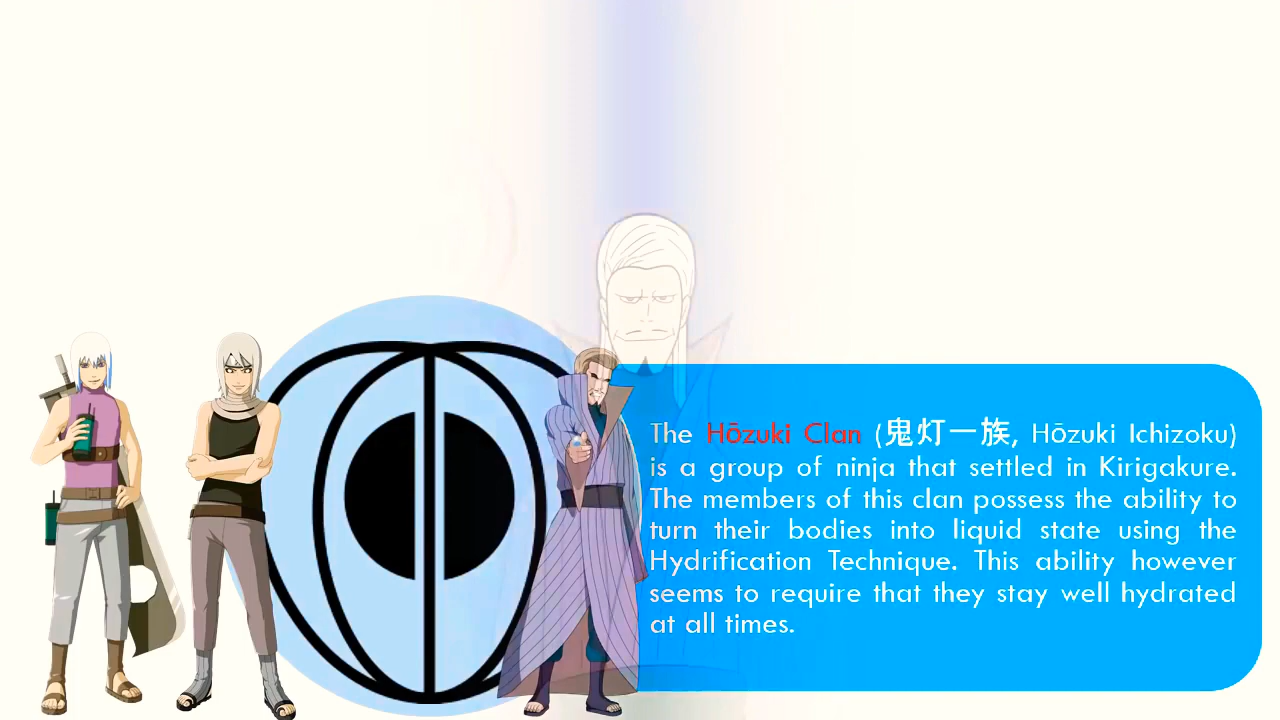 The Hōzuki Clan (鬼灯一族, Hōzuki Ichizoku)
is a group of ninja that settled in Kirigakure.
The members of this clan possess the ability to
turn their bodies into liquid state using the
Hydrification Technique. This ability however
seems to require that they stay well hydrated
at all times.